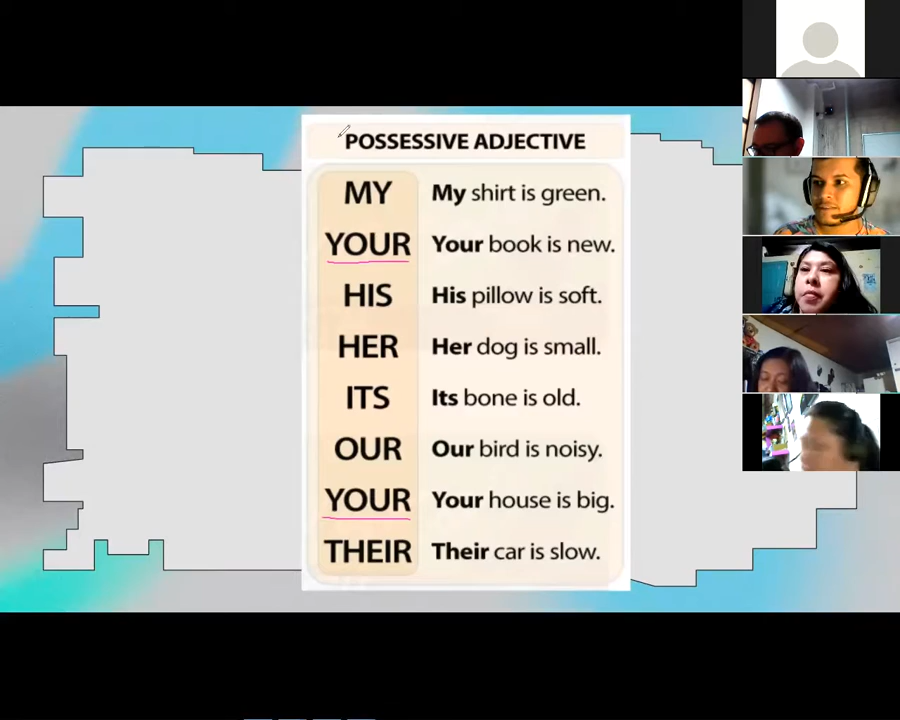 POSSESSIVE ADJECTIVE
MY My shirt is green.
YOUR Your book is new.
HIS His pillow is soft.
HER Her dog is small.
ITS Its bone is old.
OUR Our bird is noisy.
YOUR Your house is big.
THEIR Their car is slow.